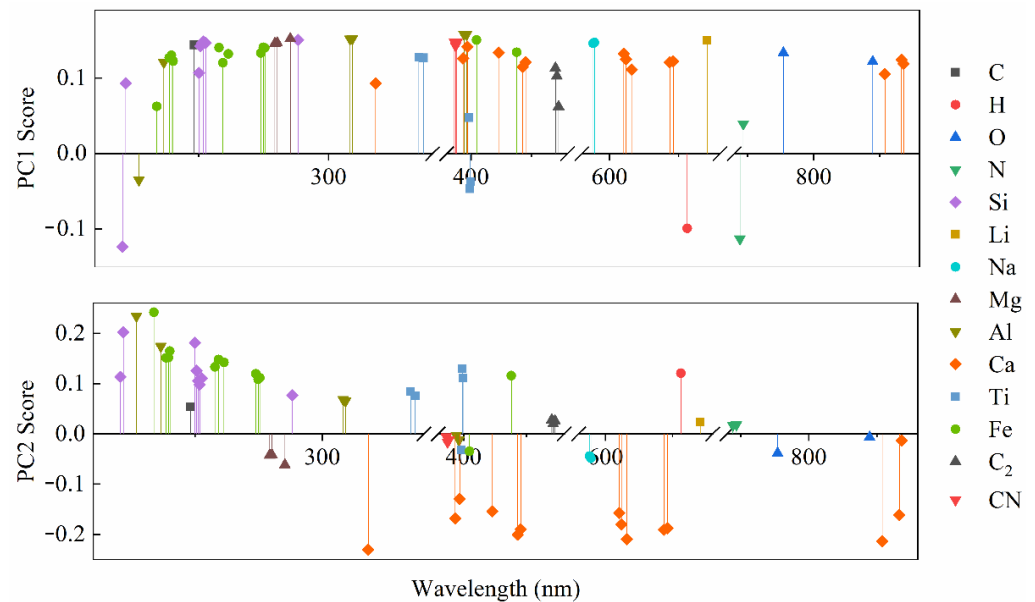 PC1 Score
0.1
0.0
−0.1
300
400
600
800
PC2 Score
0.2
0.1
0.0
−0.1
−0.2
300
400
600
800
Wavelength (nm)
C
H
O
N
Si
Li
Na
Mg
Al
Ca
Ti
Fe
C₂
CN